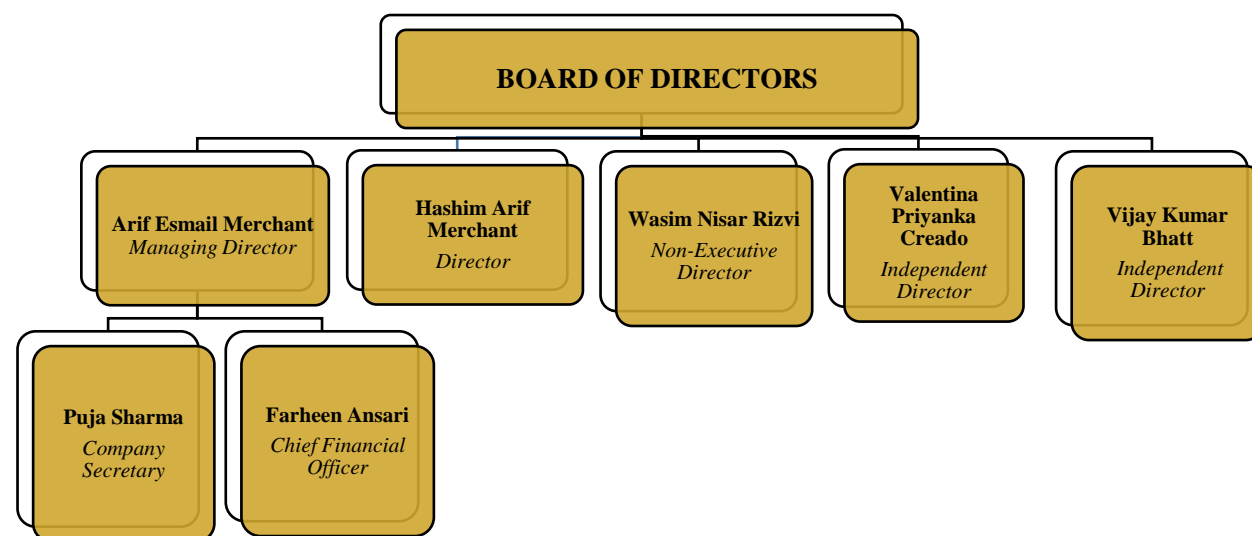 BOARD OF DIRECTORS
Arif Esmail Merchant
Managing Director
Hashim Arif
Merchant
Director
Wasim Nisar Rizvi
Non-Executive
Director
Valentina
Priyanka
Creado
Independent
Director
Vijay Kumar
Bhatt
Independent
Director
Puja Sharma
Company
Secretary
Farheen Ansari
Chief Financial
Officer